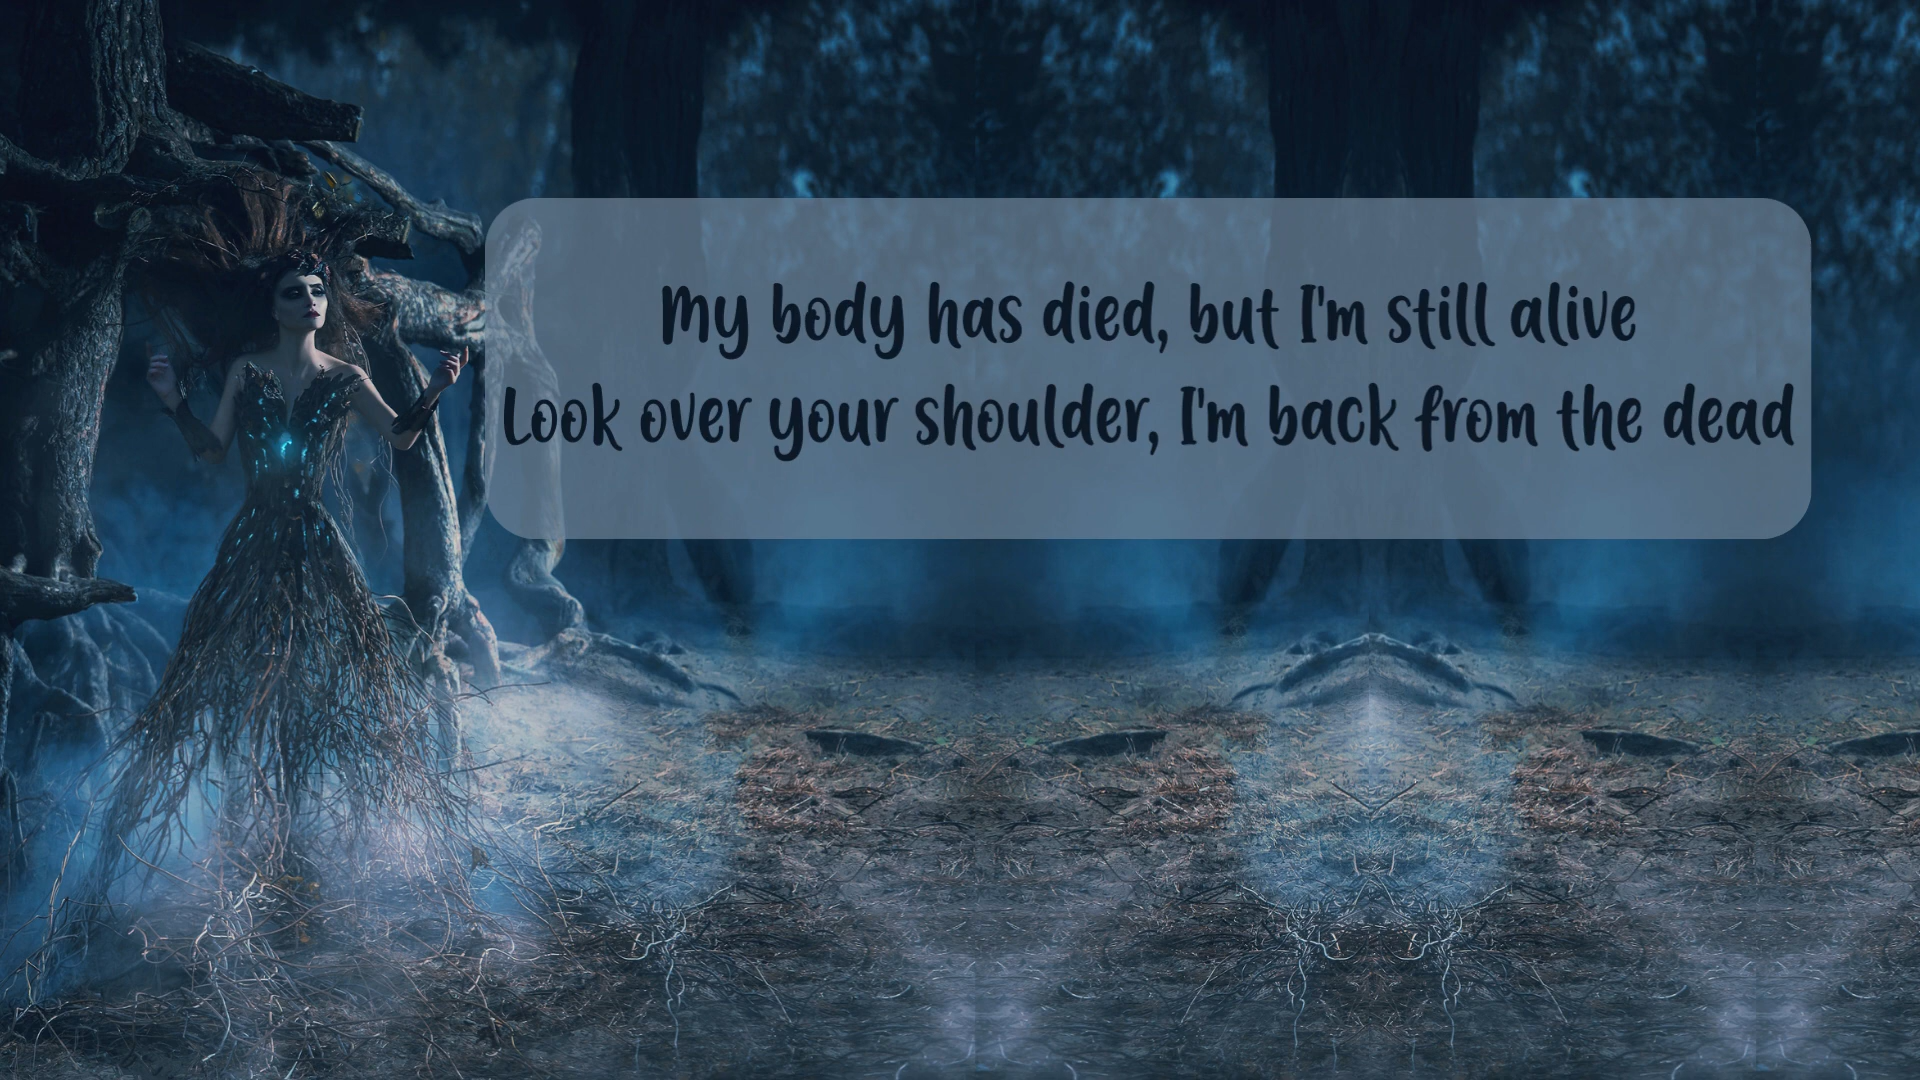 My body has died, but I'm still alive
Look over your shoulder, I'm back from the dead